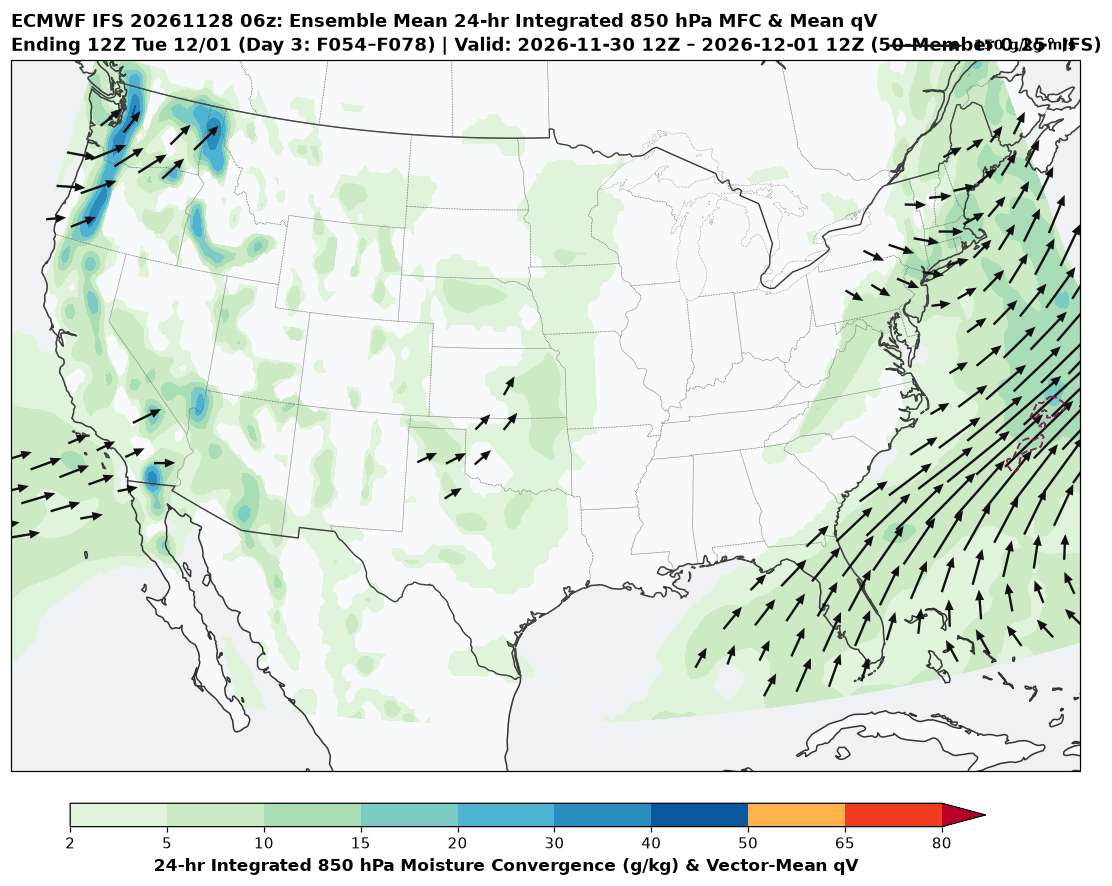 ECMWF IFS 20261128 06z: Ensemble Mean 24-hr Integrated 850 hPa MFC & Mean qV
Ending 12Z Tue 12/01 (Day 3: F054–F078) | Valid: 2026-11-30 12Z – 2026-12-01 12Z (50-Member 0.25° IFS)
2 5 10 15 20 30 40 50 65 80
24-hr Integrated 850 hPa Moisture Convergence (g/kg) & Vector-Mean qV